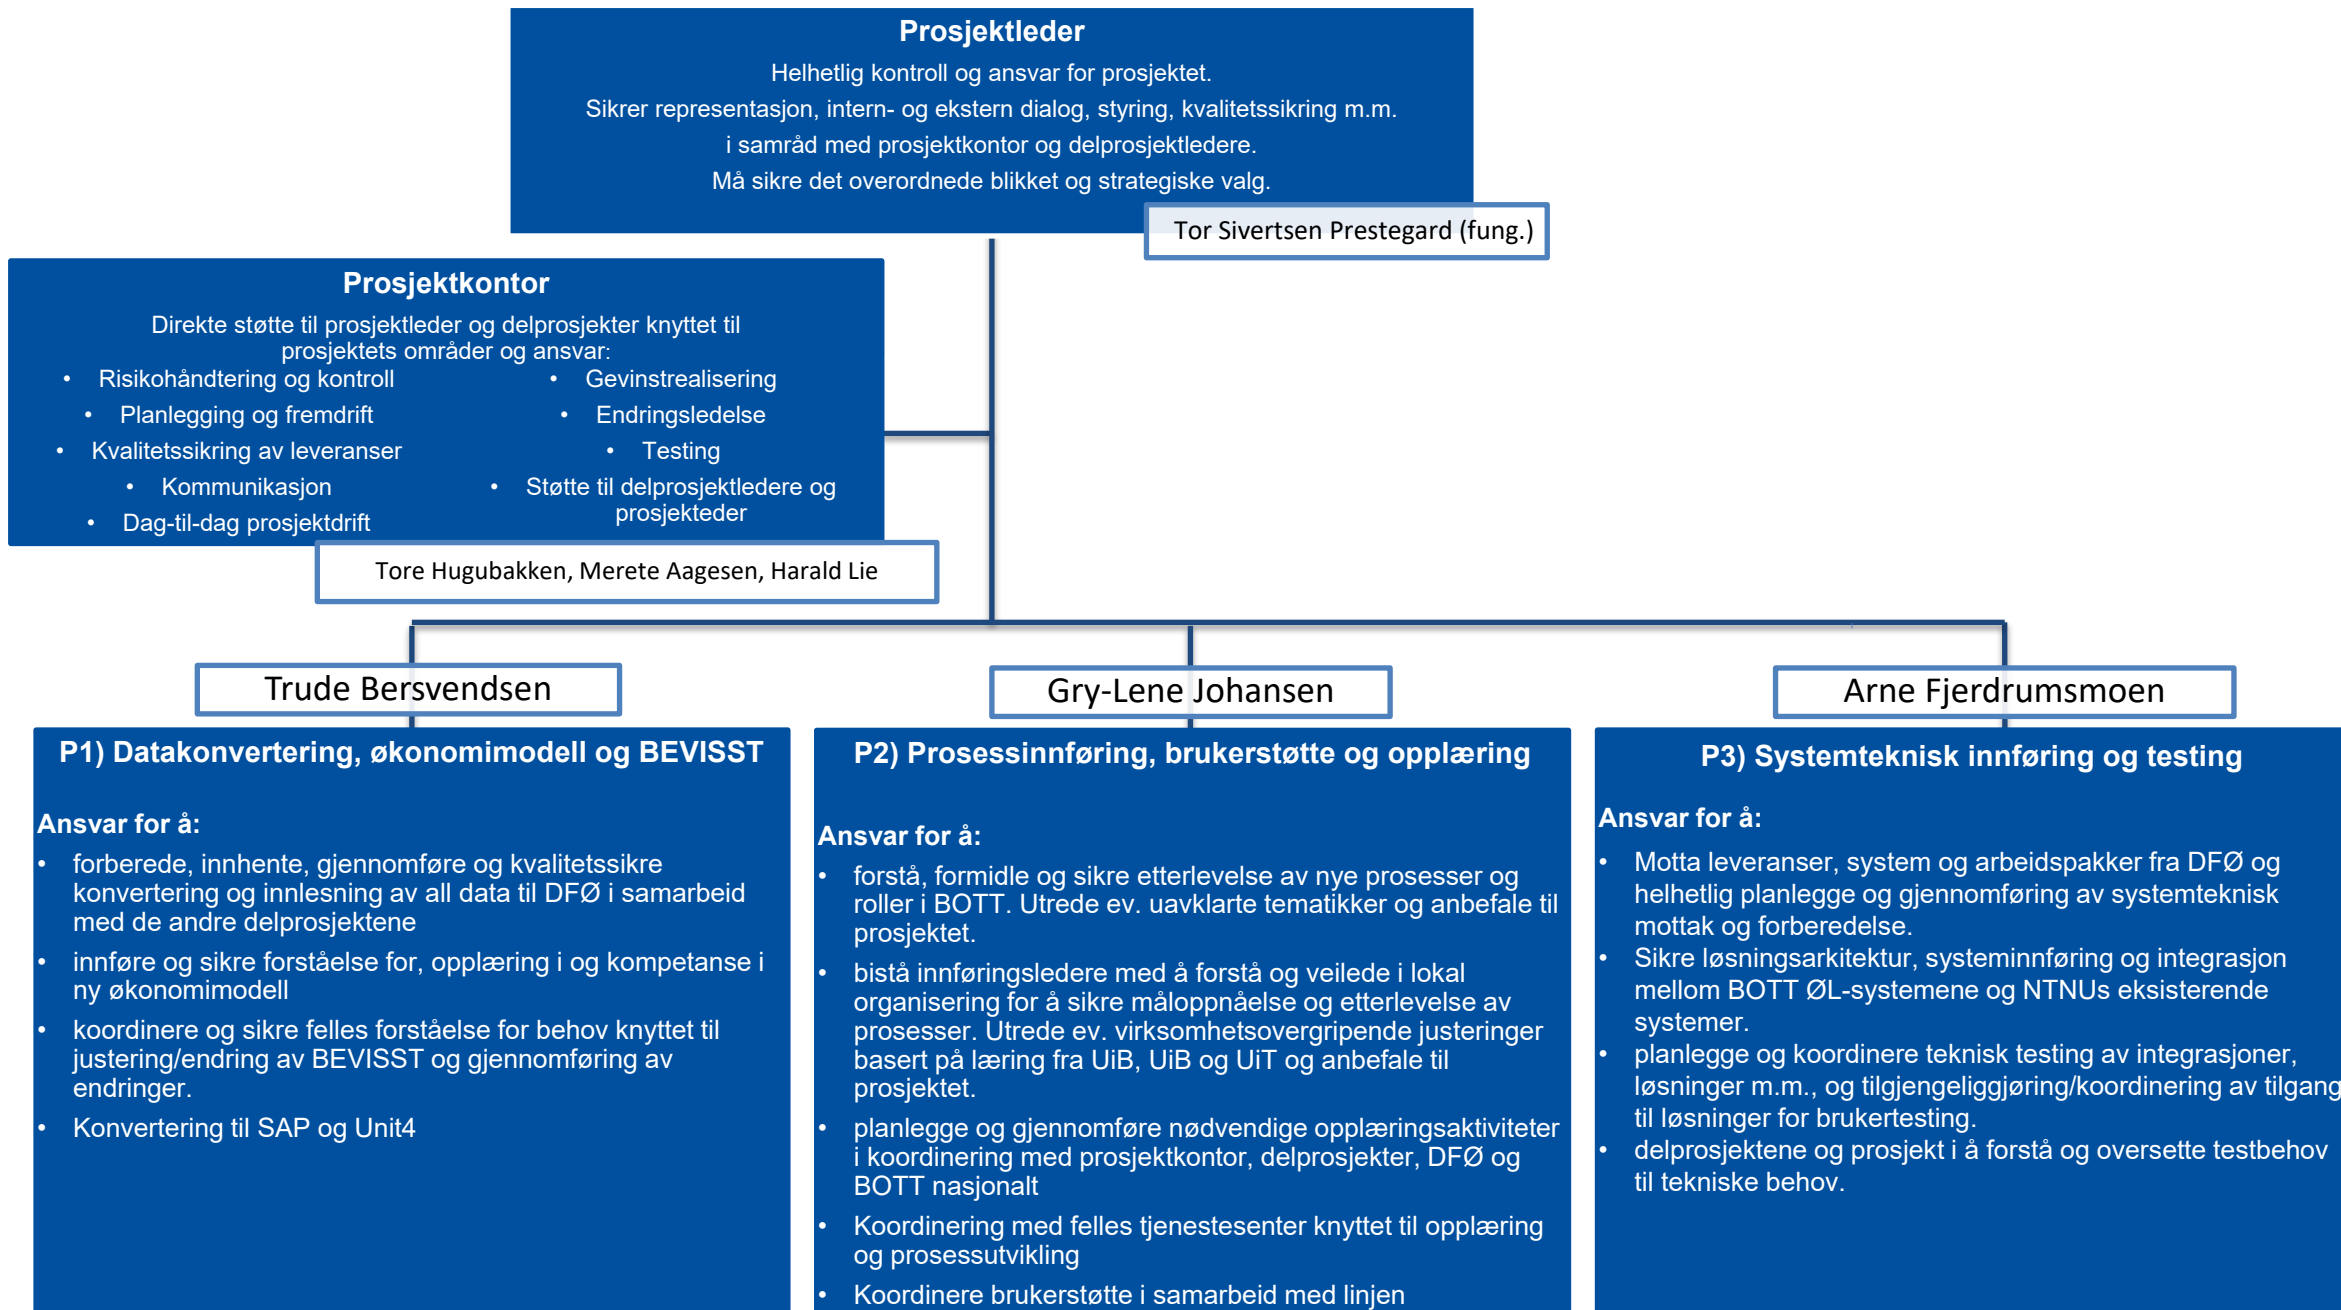 Prosjektleder
Helhetlig kontroll og ansvar for prosjektet.
Sikrer representasjon, intern- og ekstern dialog, styring, kvalitetssikring m.m.
i samråd med prosjektkontor og delprosjektledere.
Må sikre det overordnede blikket og strategiske valg.
Tor Sivertsen Prestegard (fung.)
Prosjektkontor
Direkte støtte til prosjektleder og delprosjekter knyttet til
prosjektets områder og ansvar:
• Risikohåndtering og kontroll
• Planlegging og fremdrift
• Kvalitetssikring av leveranser
• Kommunikasjon
• Dag-til-dag prosjektdrift
• Gevinstrealisering
• Endringsledelse
• Testing
• Støtte til delprosjektledere og
prosjekteder
Tore Hugubakken, Merete Aagesen, Harald Lie
Trude Bersvendsen
P1) Datakonvertering, økonomimodell og BEVISST
Ansvar for å:
• forberede, innhente, gjennomføre og kvalitetssikre
konvertering og innlesning av all data til DFØ i samarbeid
med de andre delprosjektene
• innføre og sikre forståelse for, opplæring i og kompetanse i
ny økonomimodell
• koordinere og sikre felles forståelse for behov knyttet til
justering/endring av BEVISST og gjennomføring av
endringer.
• Konvertering til SAP og Unit4
Gry-Lene Johansen
P2) Prosessinnføring, brukerstøtte og opplæring
Ansvar for å:
• forstå, formidle og sikre etterlevelse av nye prosesser og
roller i BOTT. Utrede ev. uavklarte tematikker og anbefale til
prosjektet.
• bistå innføringsledere med å forstå og veilede i lokal
organisering for å sikre måloppnåelse og etterlevelse av
prosesser. Utrede ev. virksomhetsovergripende justeringer
basert på læring fra UiB, UiB og UiT og anbefale til
prosjektet.
• planlegge og gjennomføre nødvendige opplæringsaktiviteter
i koordinering med prosjektkontor, delprosjekter, DFØ og
BOTT nasjonalt
• Koordinering med felles tjenestesenter knyttet til opplæring
og prosessutvikling
• Koordinere brukerstøtte i samarbeid med linjen
Arne Fjerdrumsmoen
P3) Systemteknisk innføring og testing
Ansvar for å:
• Motta leveranser, system og arbeidspakker fra DFØ og
helhetlig planlegge og gjennomføring av systemteknisk
mottak og forberedelse.
• Sikre løsningsarkitektur, systeminnføring og integrasjon
mellom BOTT ØL-systemene og NTNUs eksisterende
systemer.
• planlegge og koordinere teknisk testing av integrasjoner,
løsninger m.m., og tilgjengeliggjøring/koordinering av tilgang
til løsninger for brukertesting.
• delprosjektene og prosjekt i å forstå og oversette testbehov
til tekniske behov.